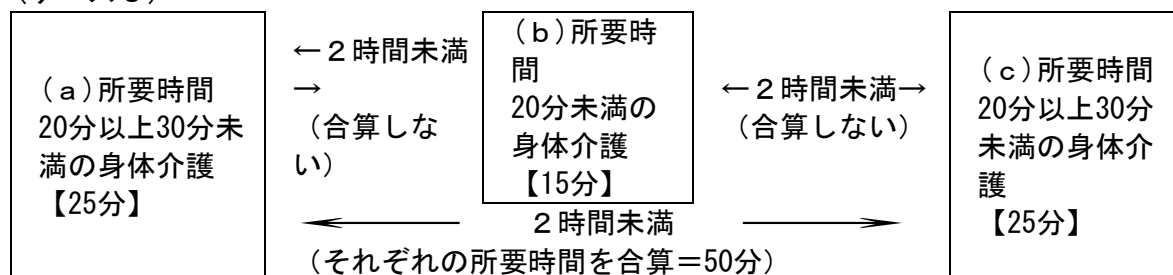 (a)所要時間
20分以上30分未
満の身体介護
【25分】
←2時間未満
→
(合算しな
い)
(b)所要時
間
20分未満の
身体介護
【15分】
←2時間未満→
(合算しない)
(c)所要時間
20分以上30分
未満の身体介
護
【25分】
2時間未満
(それぞれの所要時間を合算=50分)